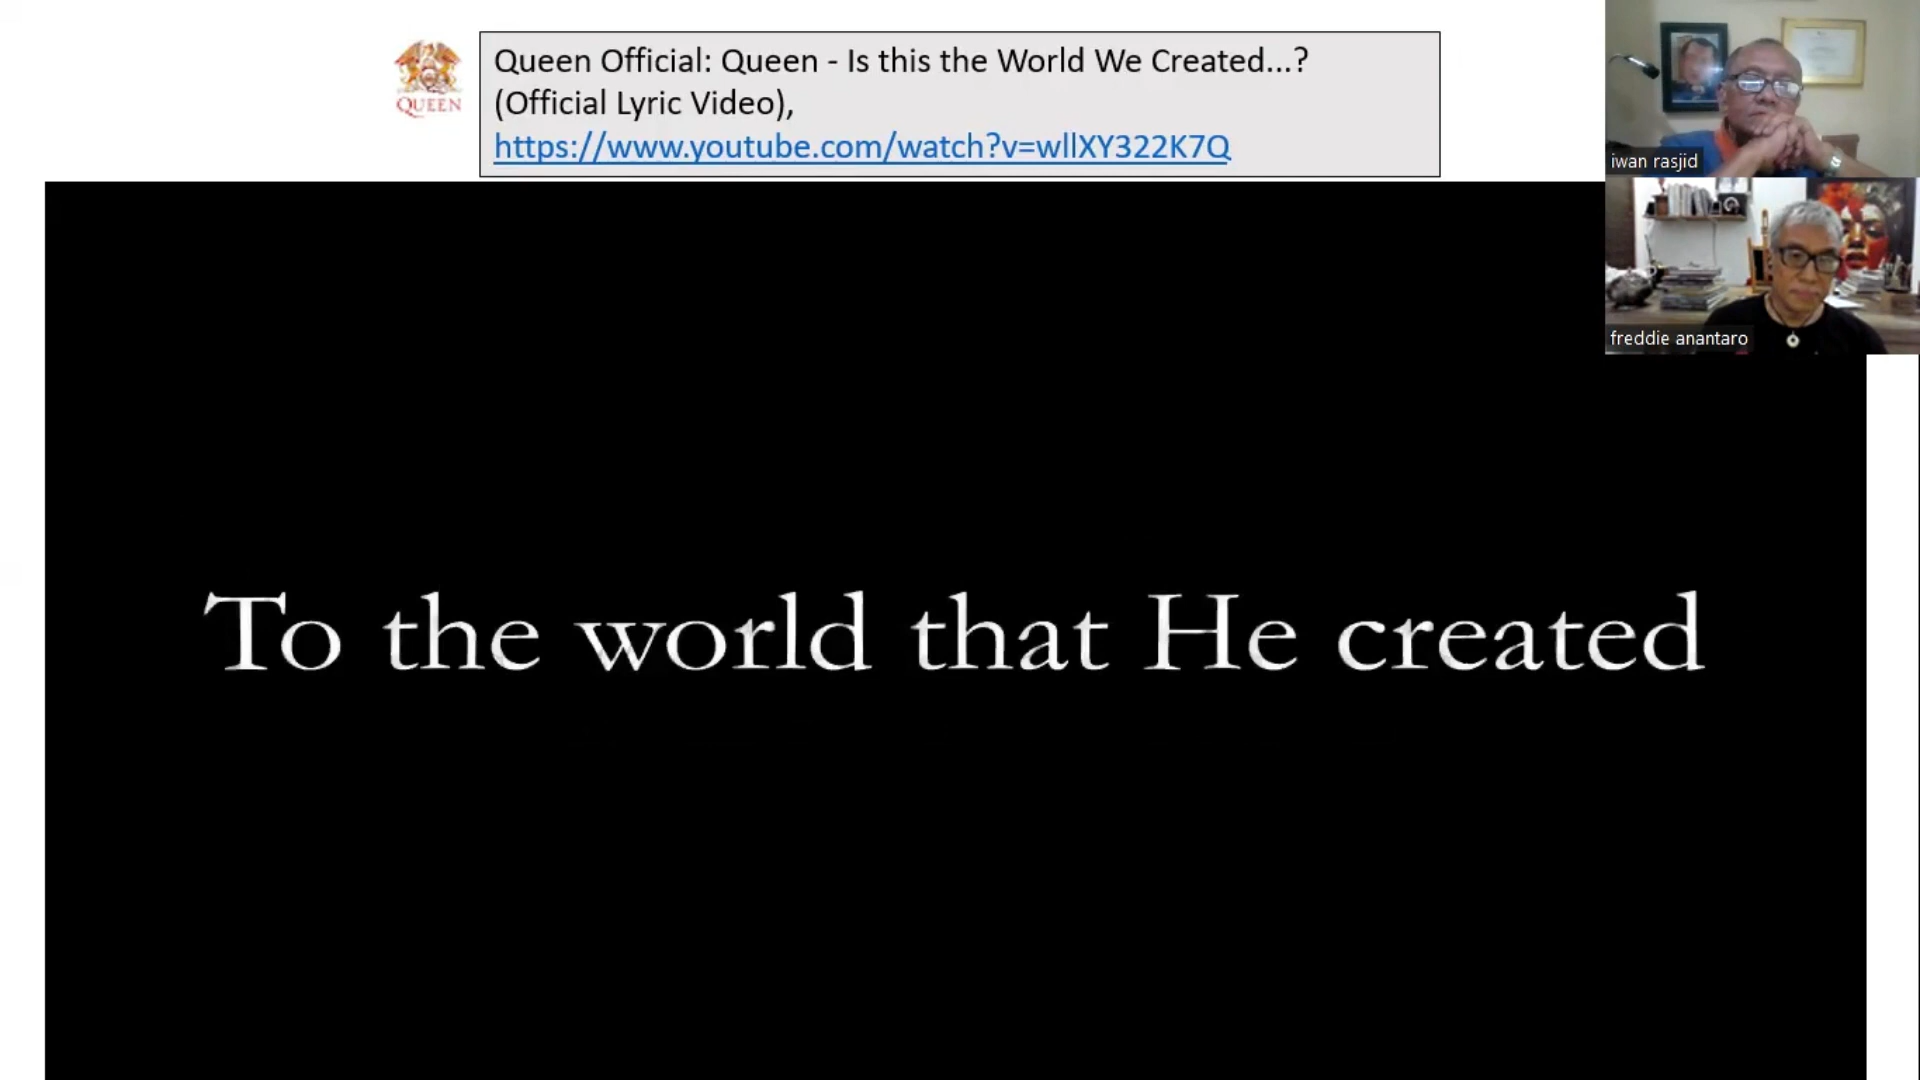 QUEEN
Queen Official: Queen - Is this the World We Created...?
(Official Lyric Video),
https://www.youtube.com/watch?v=wllXY322K7Q
iwan rasjid
freddie anantaro
To the world that He created